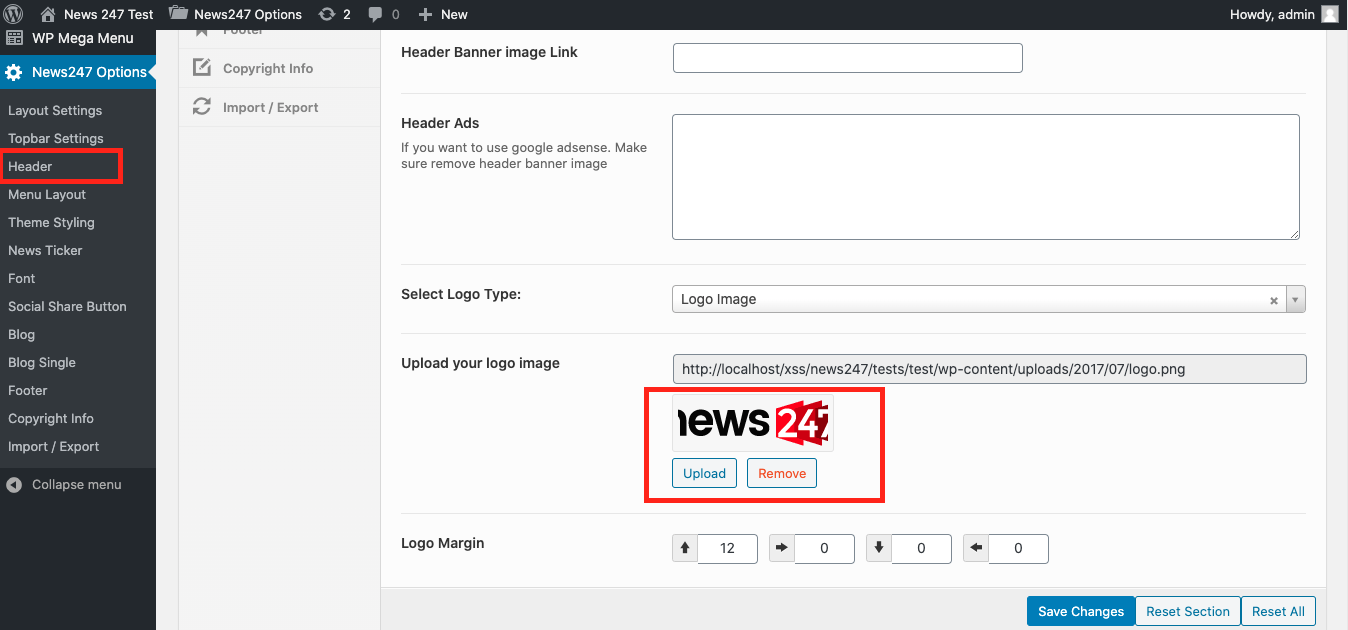 News 247 Test News247 Options 2 0 New Howdy, admin
WP Mega Menu
News247 Options
Layout Settings
Topbar Settings
Header
Menu Layout
Theme Styling
News Ticker
Font
Social Share Button
Blog
Blog Single
Footer
Copyright Info
Import / Export
Collapse menu
Footer
Copyright Info
Import / Export
Header Banner image Link
Header Ads
If you want to use google adsense. Make
sure remove header banner image
Select Logo Type:
Logo Image
Upload your logo image
http://localhost/xss/news247/tests/test/wp-content/uploads/2017/07/logo.png
news 247
Upload Remove
Logo Margin
12 0 0 0
Save Changes Reset Section Reset All